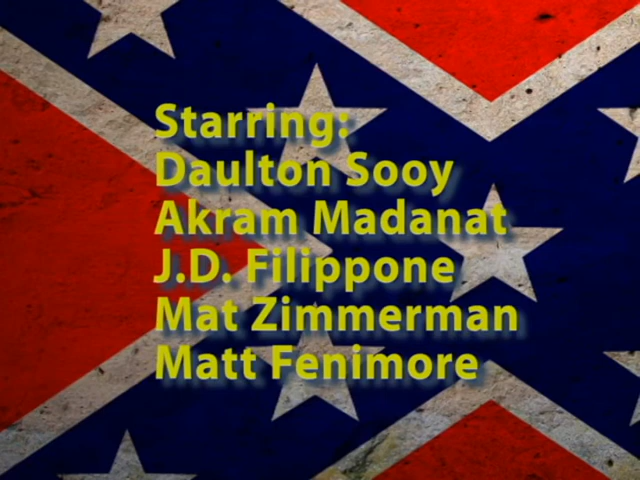 Starring:
Daulton Sooy
Akram Madanat
J.D. Filippone
Mat Zimmerman
Matt Fenimore